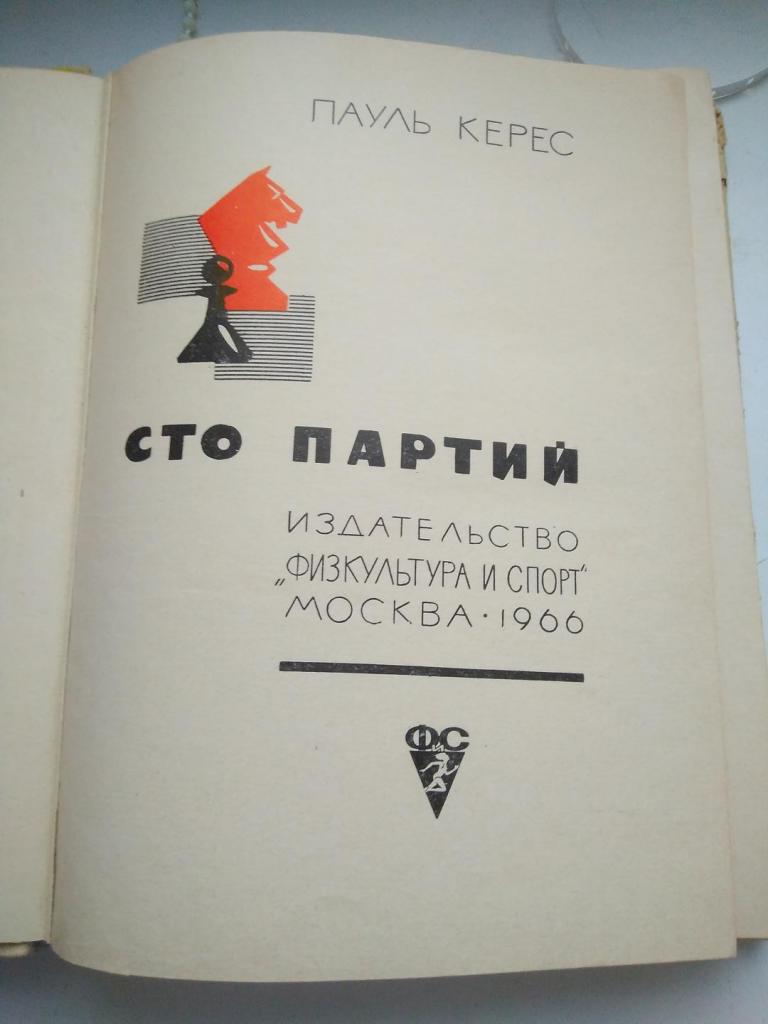 ПАУЛЬ КЕРЕС
СТО ПАРТИЙ
ИЗДАТЕЛЬСТВО
„ФИЗКУЛЬТУРА И СПОРТ“
МОСКВА · 1966
ФиС